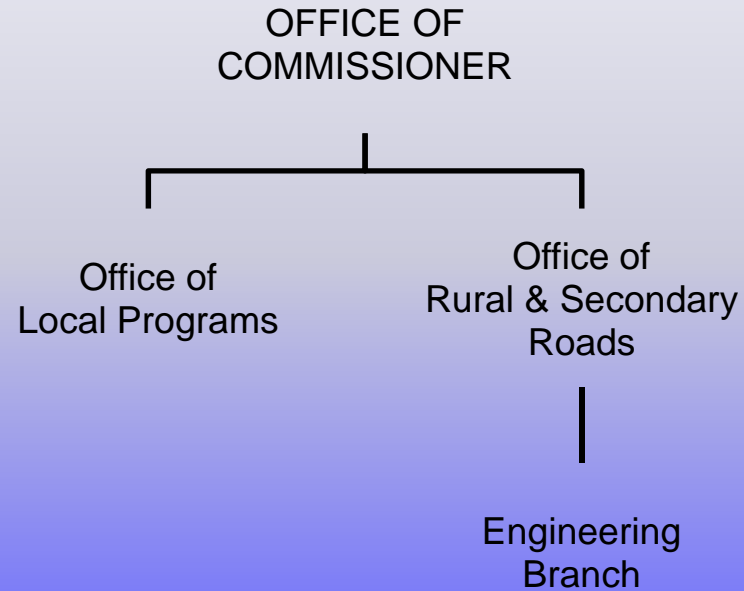 OFFICE OF
COMMISSIONER
Office of
Local Programs
Office of
Rural & Secondary
Roads
Engineering
Branch